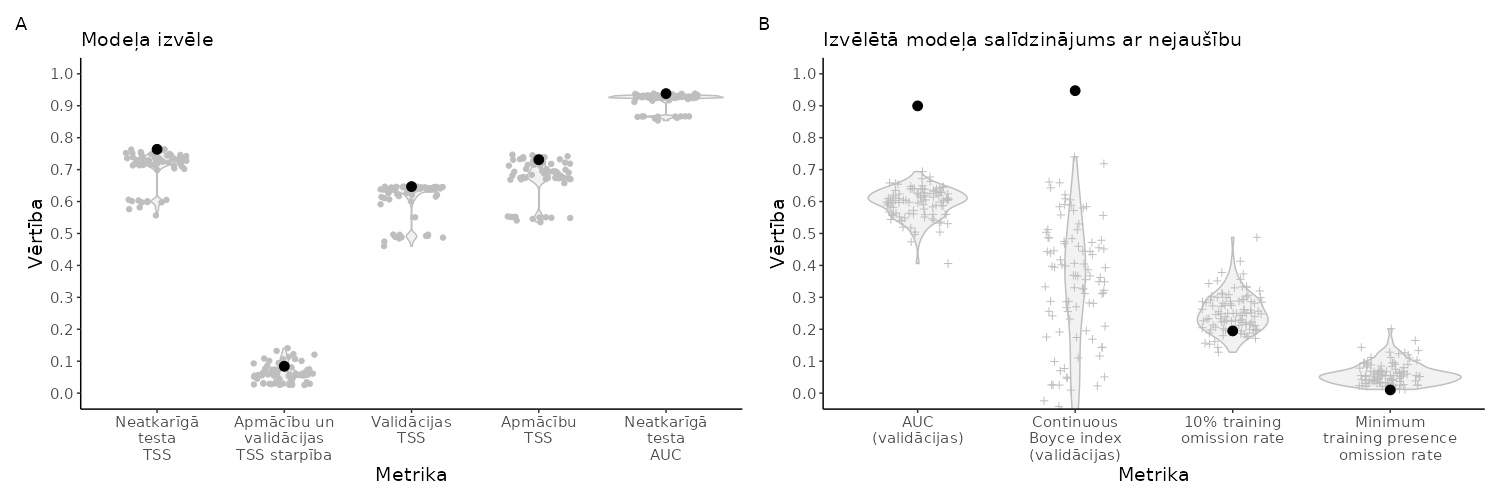 A
Modeļa izvēle
Vērtība
1.0
0.9
0.8
0.7
0.6
0.5
0.4
0.3
0.2
0.1
0.0
Neatkarīgā
testa
TSS
Apmācību un
validācijas
TSS starpība
Validācijas
TSS
Apmācību
TSS
Neatkarīgā
testa
AUC
Metrika
B
Izvēlētā modeļa salīdzinājums ar nejaušību
Vērtība
1.0
0.9
0.8
0.7
0.6
0.5
0.4
0.3
0.2
0.1
0.0
AUC
(validācijas)
Continuous
Boyce index
(validācijas)
10% training
omission rate
Minimum
training presence
omission rate
Metrika